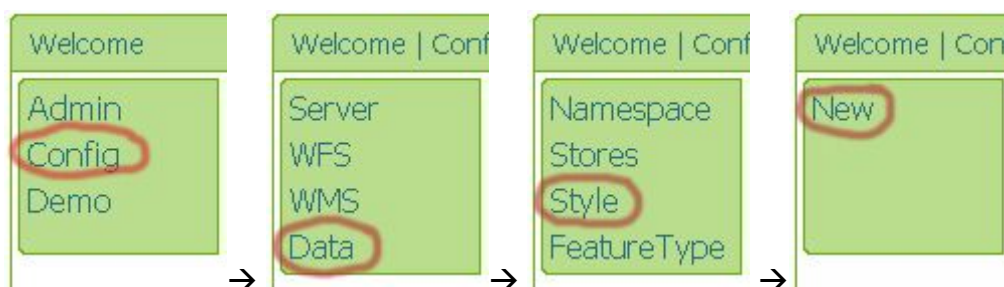 Welcome
Admin
Config
Demo
→
Welcome | Conf
Server
WFS
WMS
Data
→
Welcome | Conf
Namespace
Stores
Style
FeatureType
→
Welcome | Con
New